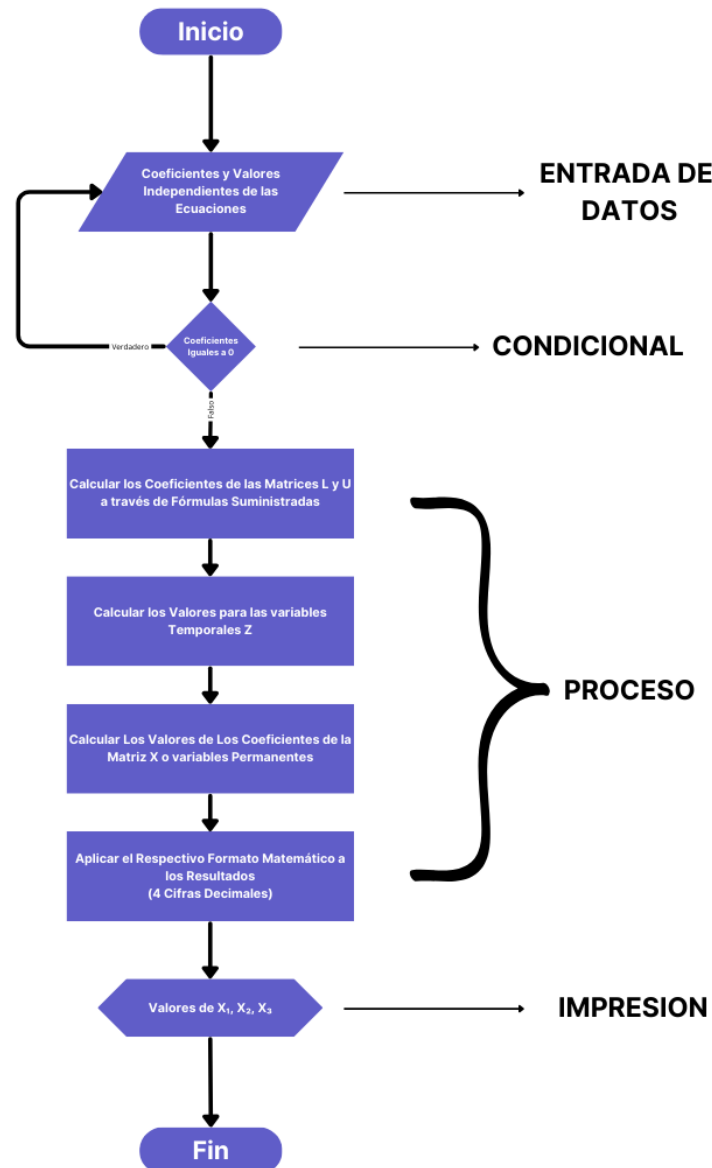 Inicio
Coeficientes y Valores
Independientes de las
Ecuaciones
ENTRADA DE
DATOS
Coeficientes
Iguales a 0
Verdadero
CONDICIONAL
Falso
Calcular los Coeficientes de las Matrices L y U
a través de Fórmulas Suministradas
Calcular los Valores para las variables
Temporales Z
PROCESO
Calcular Los Valores de Los Coeficientes de la
Matriz X o variables Permanentes
Aplicar el Respectivo Formato Matemático a
los Resultados
(4 Cifras Decimales)
Valores de X₁, X₂, X₃
IMPRESION
Fin